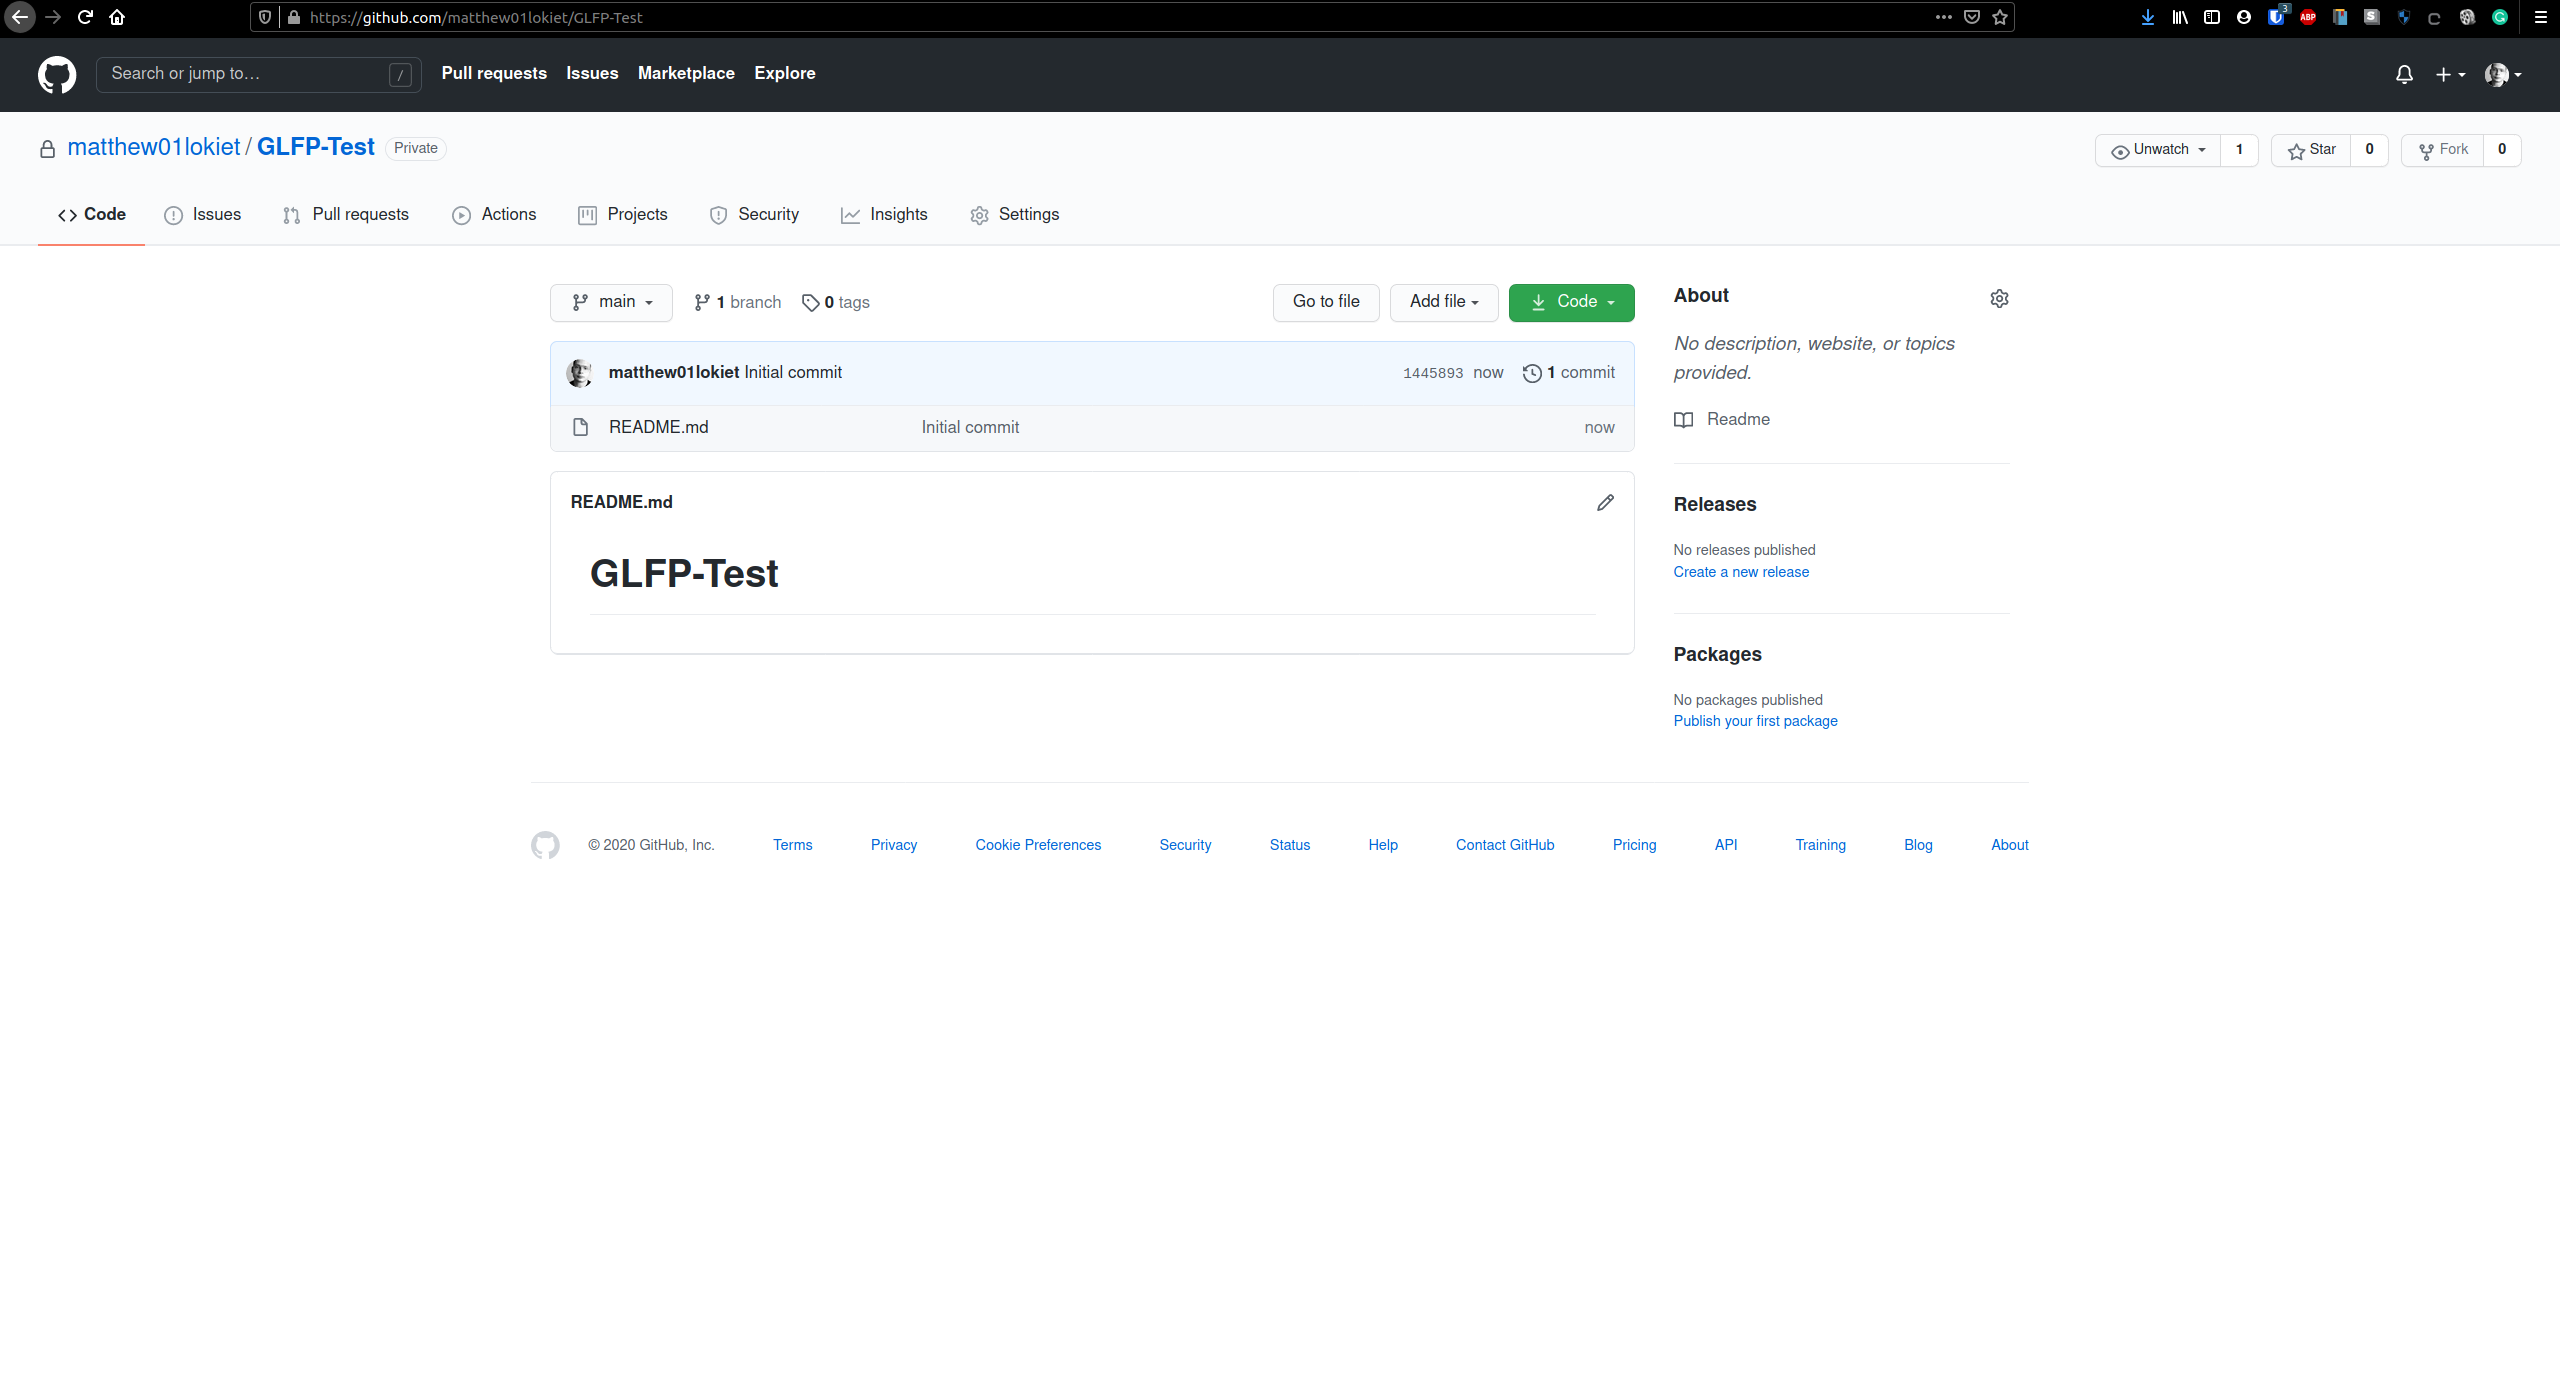 https://github.com/matthew01lokiet/GLFP-Test
3
ABP
Search or jump to… /
Pull requests Issues Marketplace Explore
matthew01lokiet / GLFP-Test Private
Unwatch 1 Star 0 Fork 0
Code Issues Pull requests Actions Projects Security Insights Settings
main 1 branch 0 tags Go to file Add file Code
matthew01lokiet Initial commit 1445893 now 1 commit
README.md Initial commit now
README.md
GLFP-Test
About
No description, website, or topics
provided.
Readme
Releases
No releases published
Create a new release
Packages
No packages published
Publish your first package
© 2020 GitHub, Inc. Terms Privacy Cookie Preferences Security Status Help Contact GitHub Pricing API Training Blog About